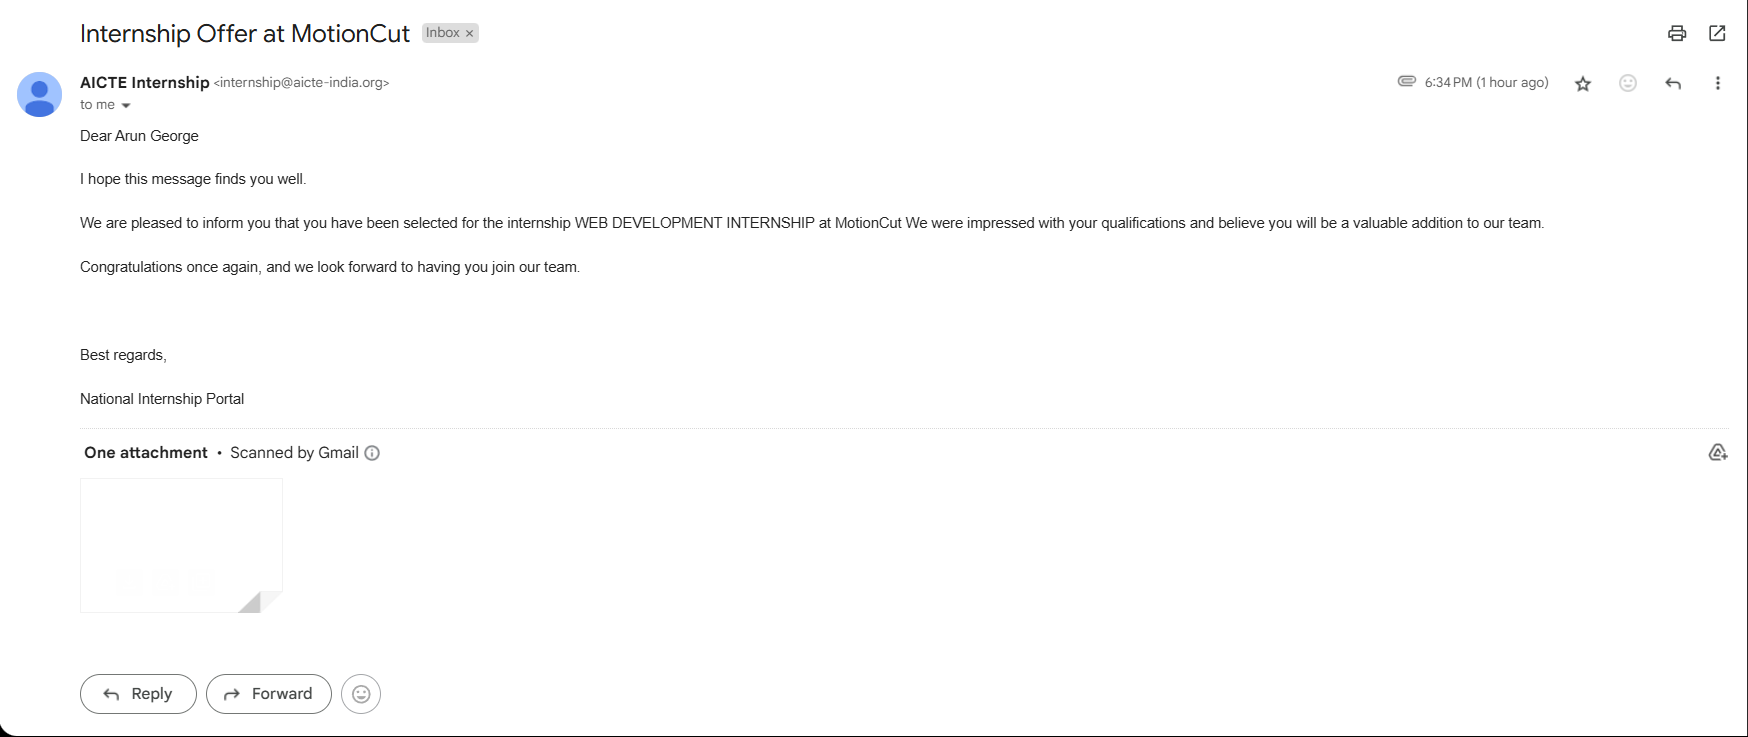 Internship Offer at MotionCut Inbox ×
AICTE Internship <internship@aicte-india.org> 6:34 PM (1 hour ago)
to me
Dear Arun George
I hope this message finds you well.
We are pleased to inform you that you have been selected for the internship WEB DEVELOPMENT INTERNSHIP at MotionCut We were impressed with your qualifications and believe you will be a valuable addition to our team.
Congratulations once again, and we look forward to having you join our team.
Best regards,
National Internship Portal
One attachment • Scanned by Gmail
Reply Forward